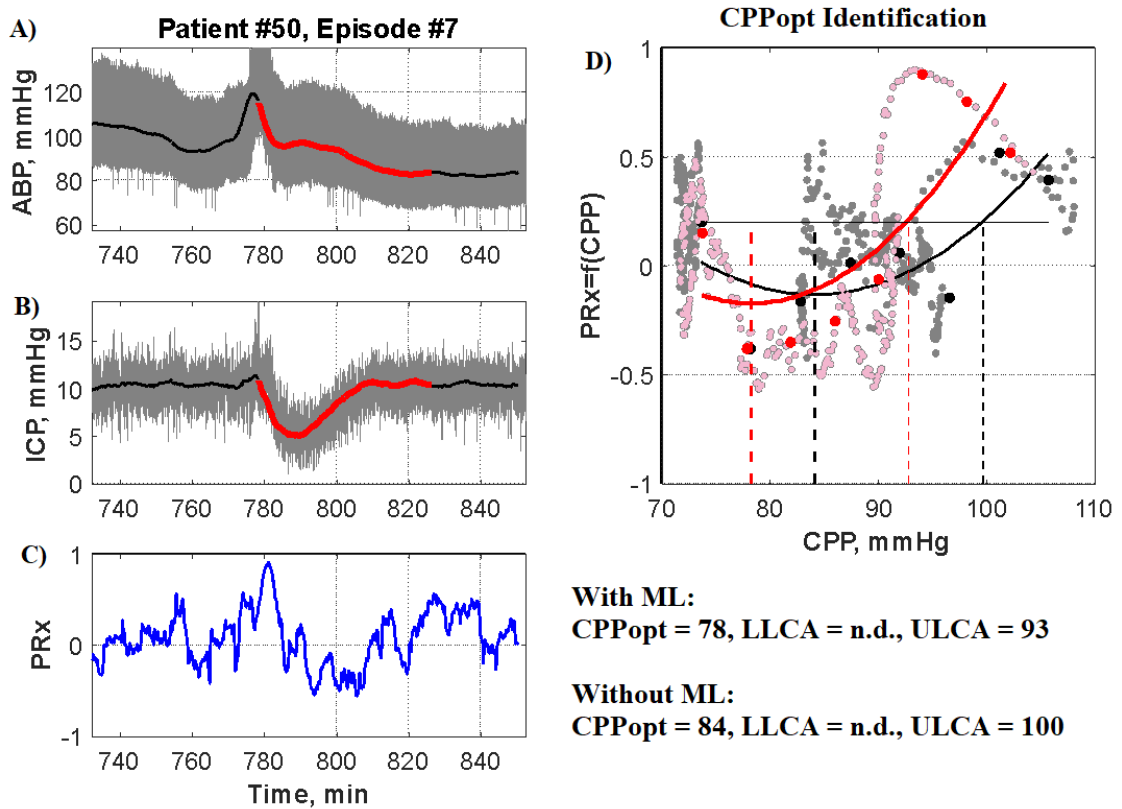 A)
Patient #50, Episode #7
ABP, mmHg
120
100
80
60
740 760 780 800 820 840
B)
ICP, mmHg
15
10
5
0
740 760 780 800 820 840
C)
PRx
1
0
-1
740 760 780 800 820 840
Time, min
CPPopt Identification
D)
PRx=f(CPP)
1
0.5
0
-0.5
-1
70 80 90 100 110
CPP, mmHg
With ML:
CPPopt = 78, LLCA = n.d., ULCA = 93
Without ML:
CPPopt = 84, LLCA = n.d., ULCA = 100